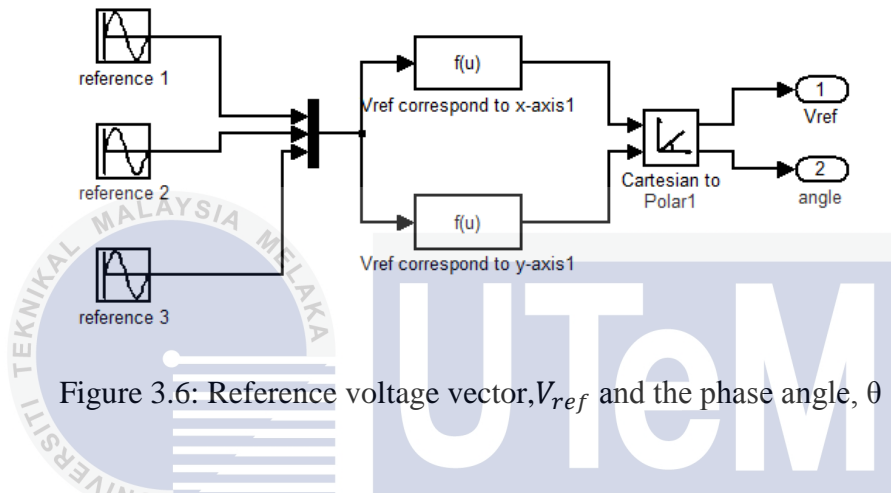 reference 1
f(u)
Vref correspond to x-axis1
1
Vref
reference 2
Cartesian to
Polar1
2
angle
f(u)
Vref correspond to y-axis1
reference 3
UNIVERSITI TEKNIKAL MALAYSIA MELAKA
UTeM
Figure 3.6: Reference voltage vector,V_ref and the phase angle, θ